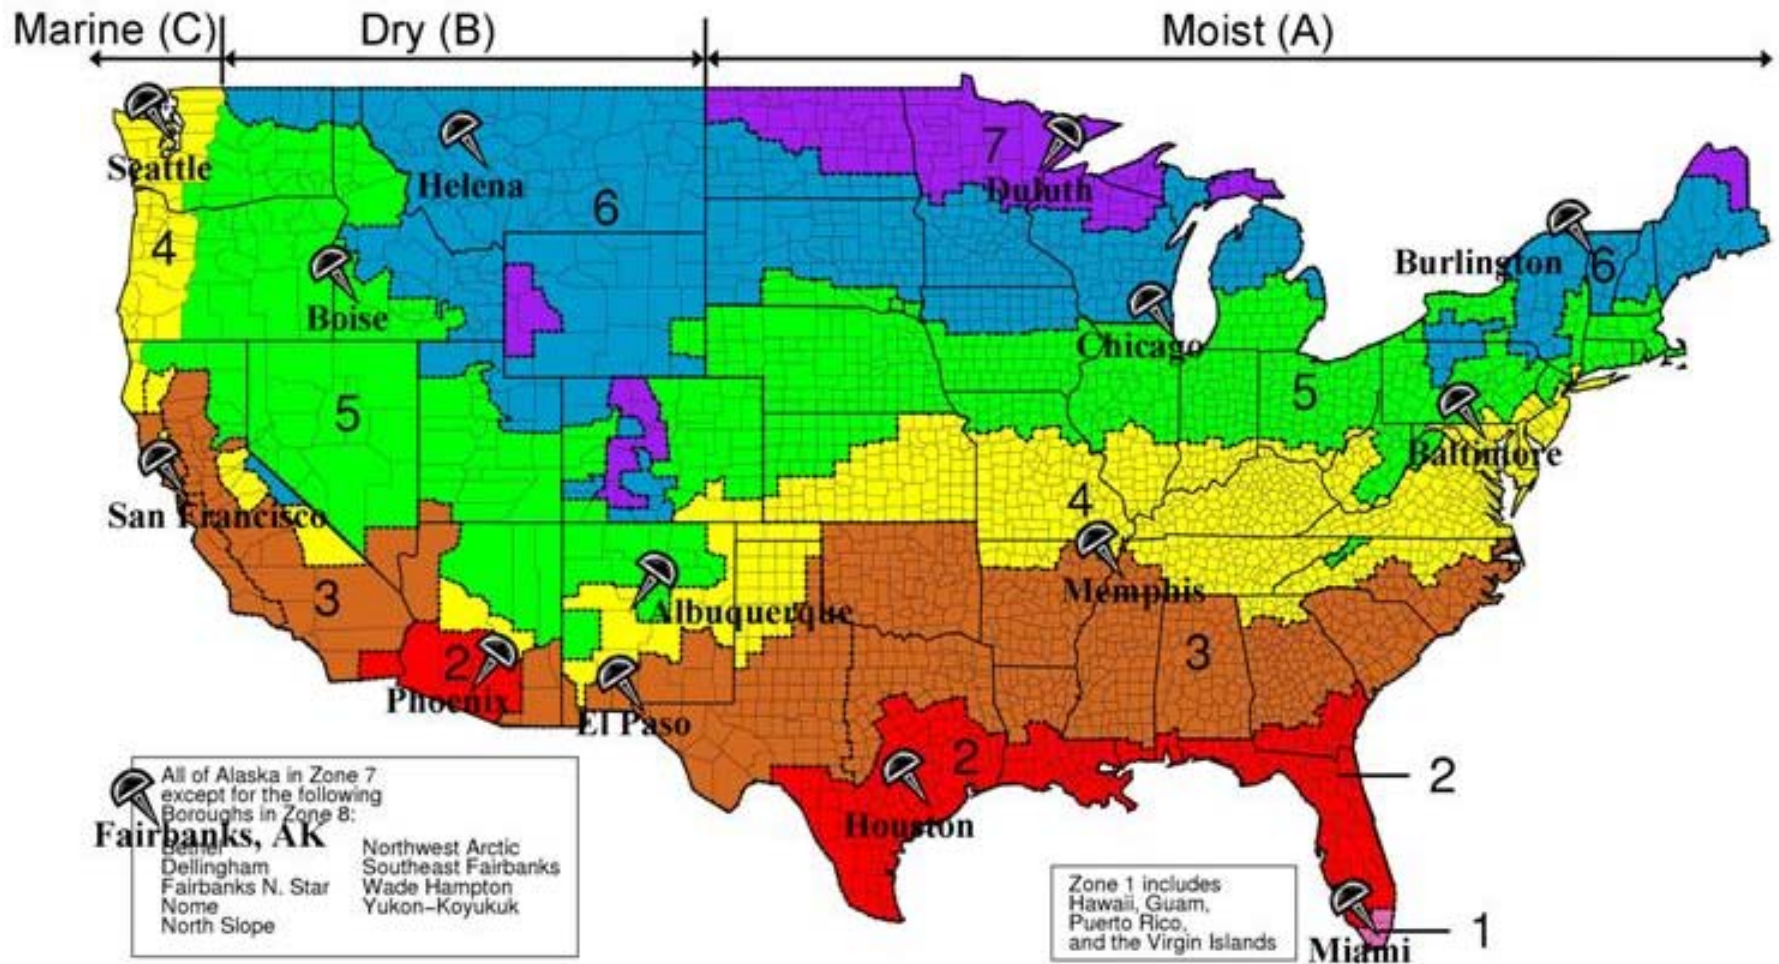 Marine (C)
Dry (B)
Moist (A)
Seattle
Helena
7
Duluth
6
4
Burlington
6
Boise
Chicago
5
5
Baltimore
San Francisco
4
Memphis
3
Albuquerque
3
2
Phoenix
El Paso
2
2
Houston
All of Alaska in Zone 7
except for the following
Boroughs in Zone 8:
Fairbanks, AK
Bethel
Northwest Arctic
Dellingham
Southeast Fairbanks
Fairbanks N. Star
Wade Hampton
Nome
Yukon-Koyukuk
North Slope
Zone 1 includes
Hawaii, Guam,
Puerto Rico,
and the Virgin Islands
1
Miami